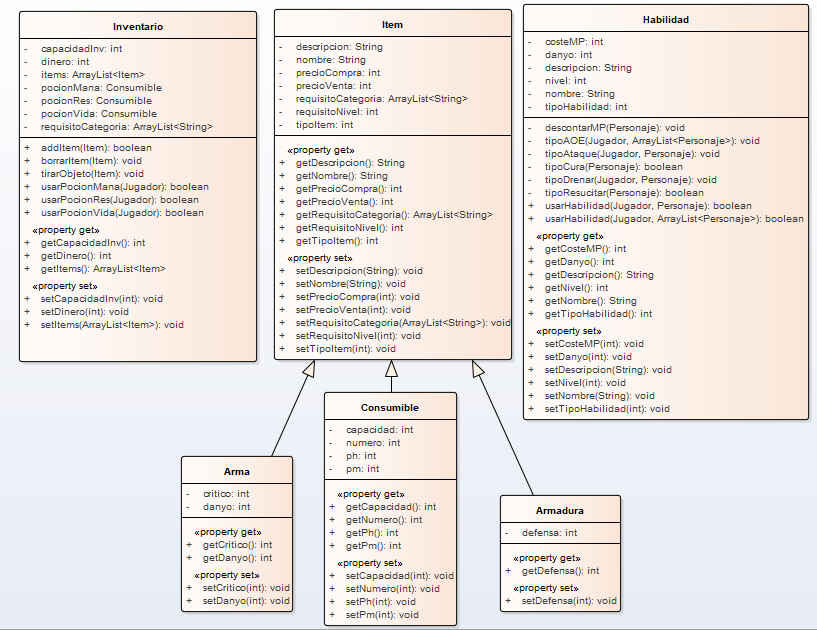 Inventario
- capacidadInv: int
- dinero: int
- items: ArrayList<Item>
- pocionMana: Consumible
- pocionRes: Consumible
- pocionVida: Consumible
- requisitoCategoria: ArrayList<String>
+ addItem(Item): boolean
+ borrarItem(Item): void
+ tirarObjeto(Item): void
+ usarPocionMana(Jugador): boolean
+ usarPocionRes(Jugador): boolean
+ usarPocionVida(Jugador): boolean
«property get»
+ getCapacidadInv(): int
+ getDinero(): int
+ getItems(): ArrayList<Item>
«property set»
+ setCapacidadInv(int): void
+ setDinero(int): void
+ setItems(ArrayList<Item>): void
Item
- descripcion: String
- nombre: String
- precioCompra: int
- precioVenta: int
- requisitoCategoria: ArrayList<String>
- requisitoNivel: int
- tipoItem: int
«property get»
+ getDescripcion(): String
+ getNombre(): String
+ getPrecioCompra(): int
+ getPrecioVenta(): int
+ getRequisitoCategoria(): ArrayList<String>
+ getRequisitoNivel(): int
+ getTipoItem(): int
«property set»
+ setDescripcion(String): void
+ setNombre(String): void
+ setPrecioCompra(int): void
+ setPrecioVenta(int): void
+ setRequisitoCategoria(ArrayList<String>): void
+ setRequisitoNivel(int): void
+ setTipoItem(int): void
Habilidad
- costeMP: int
- danyo: int
- descripcion: String
- nivel: int
- nombre: String
- tipoHabilidad: int
- descontarMP(Personaje): void
- tipoAOE(Jugador, ArrayList<Personaje>): void
- tipoAtaque(Jugador, Personaje): void
- tipoCura(Personaje): boolean
- tipoDrenar(Jugador, Personaje): void
- tipoResucitar(Personaje): boolean
+ usarHabilidad(Jugador, Personaje): boolean
+ usarHabilidad(Jugador, ArrayList<Personaje>): boolean
«property get»
+ getCosteMP(): int
+ getDanyo(): int
+ getDescripcion(): String
+ getNivel(): int
+ getNombre(): String
+ getTipoHabilidad(): int
«property set»
+ setCosteMP(int): void
+ setDanyo(int): void
+ setDescripcion(String): void
+ setNivel(int): void
+ setNombre(String): void
+ setTipoHabilidad(int): void
Arma
- critico: int
- danyo: int
«property get»
+ getCritico(): int
+ getDanyo(): int
«property set»
+ setCritico(int): void
+ setDanyo(int): void
Consumible
- capacidad: int
- numero: int
- ph: int
- pm: int
«property get»
+ getCapacidad(): int
+ getNumero(): int
+ getPh(): int
+ getPm(): int
«property set»
+ setCapacidad(int): void
+ setNumero(int): void
+ setPh(int): void
+ setPm(int): void
Armadura
- defensa: int
«property get»
+ getDefensa(): int
«property set»
+ setDefensa(int): void